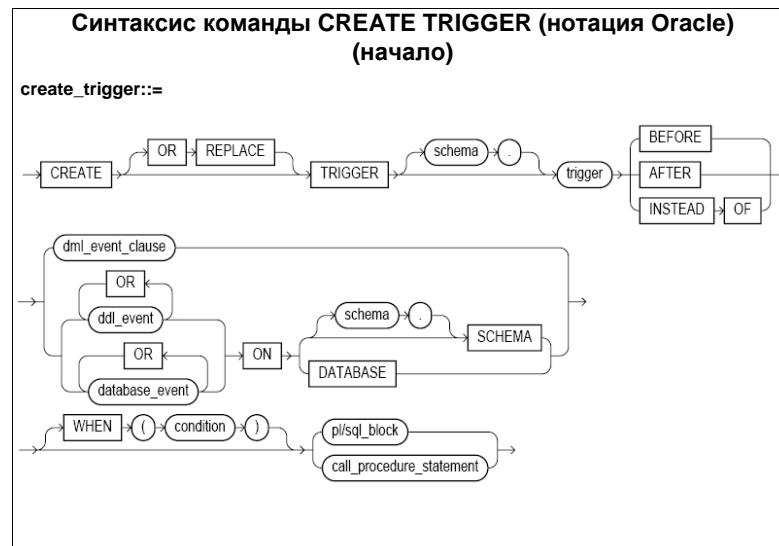 Синтаксис команды CREATE TRIGGER (нотация Oracle)
(начало)
create_trigger::=
CREATE OR REPLACE TRIGGER schema . trigger BEFORE
AFTER
INSTEAD OF
dml_event_clause
OR
ddl_event
OR
database_event
ON
schema . SCHEMA
DATABASE
WHEN ( condition )
pl/sql_block
call_procedure_statement